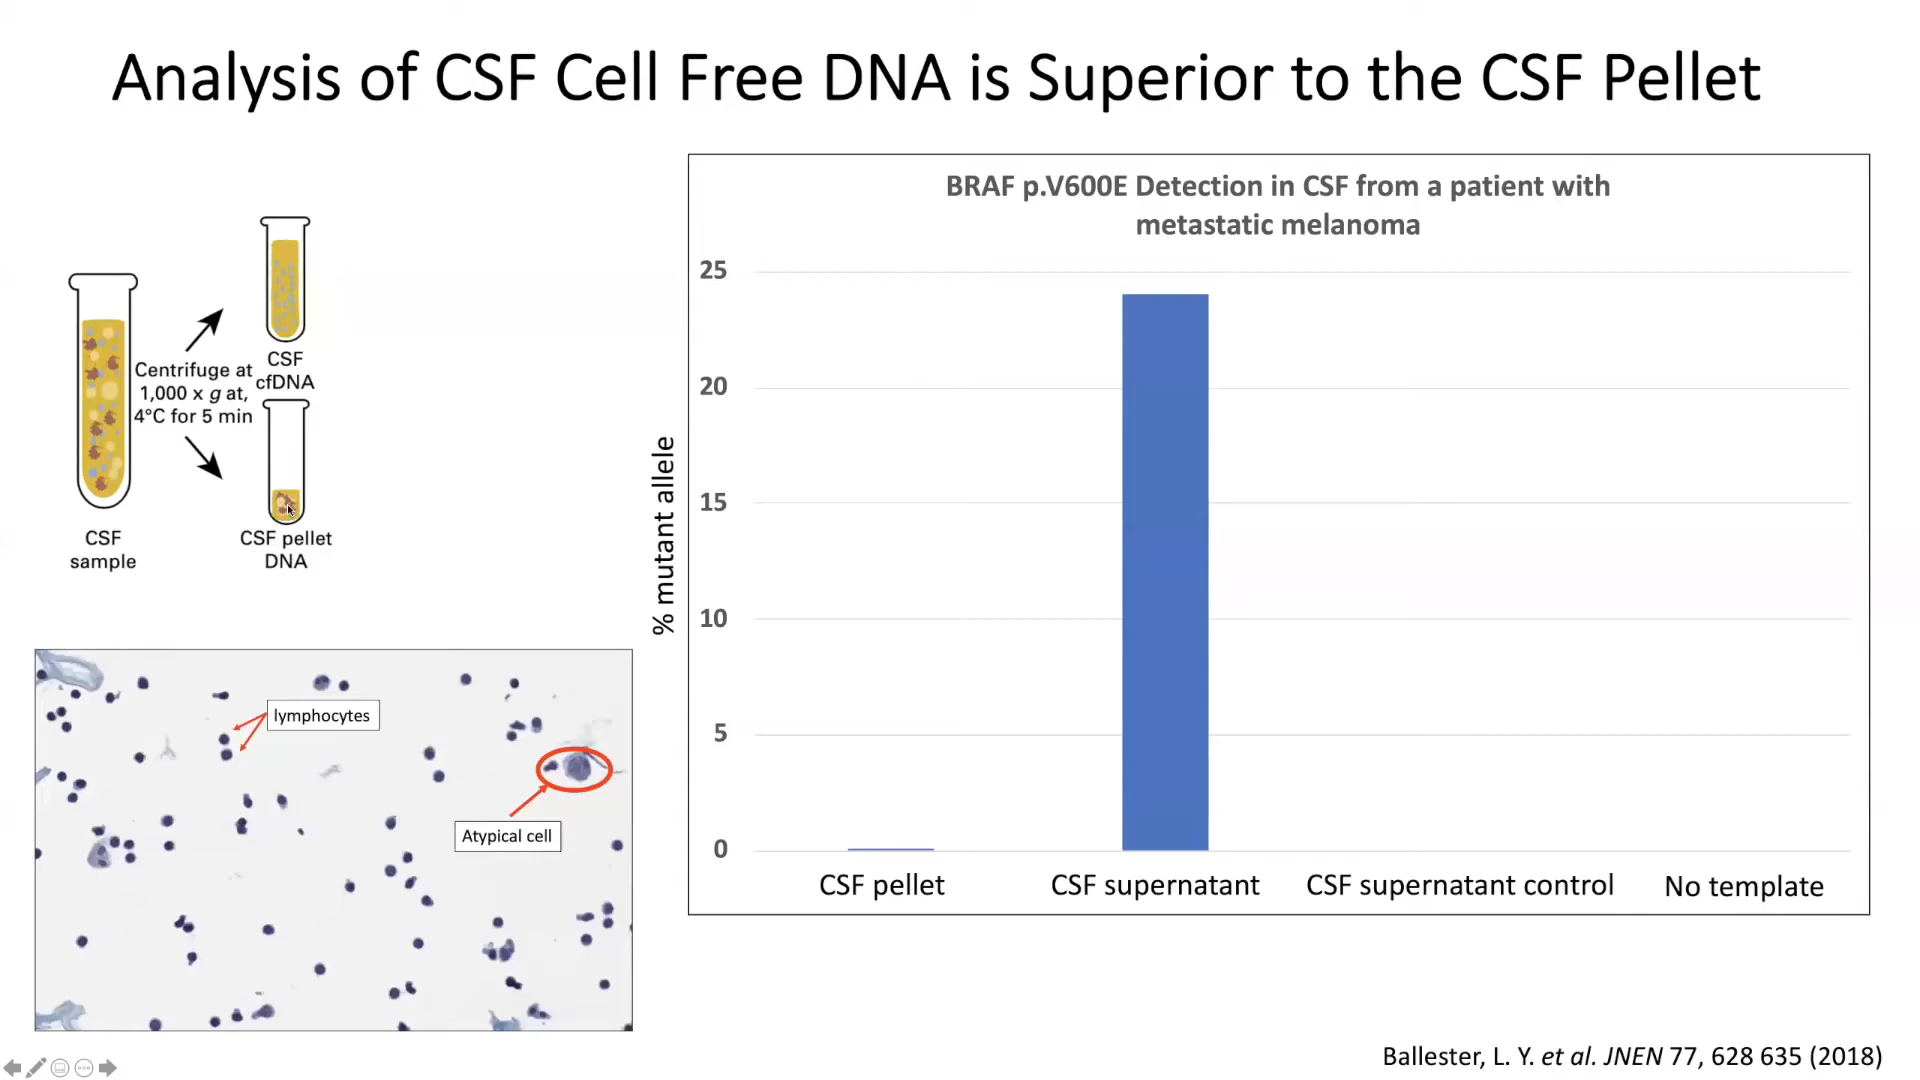 Analysis of CSF Cell Free DNA is Superior to the CSF Pellet
CSF
cfDNA
Centrifuge at
1,000 x g at,
4°C for 5 min
CSF
sample
CSF pellet
DNA
lymphocytes
Atypical cell
BRAF p.V600E Detection in CSF from a patient with
metastatic melanoma
% mutant allele
25
20
15
10
5
0
CSF pellet
CSF supernatant
CSF supernatant control
No template
Ballester, L. Y. et al. JNEN 77, 628 635 (2018)